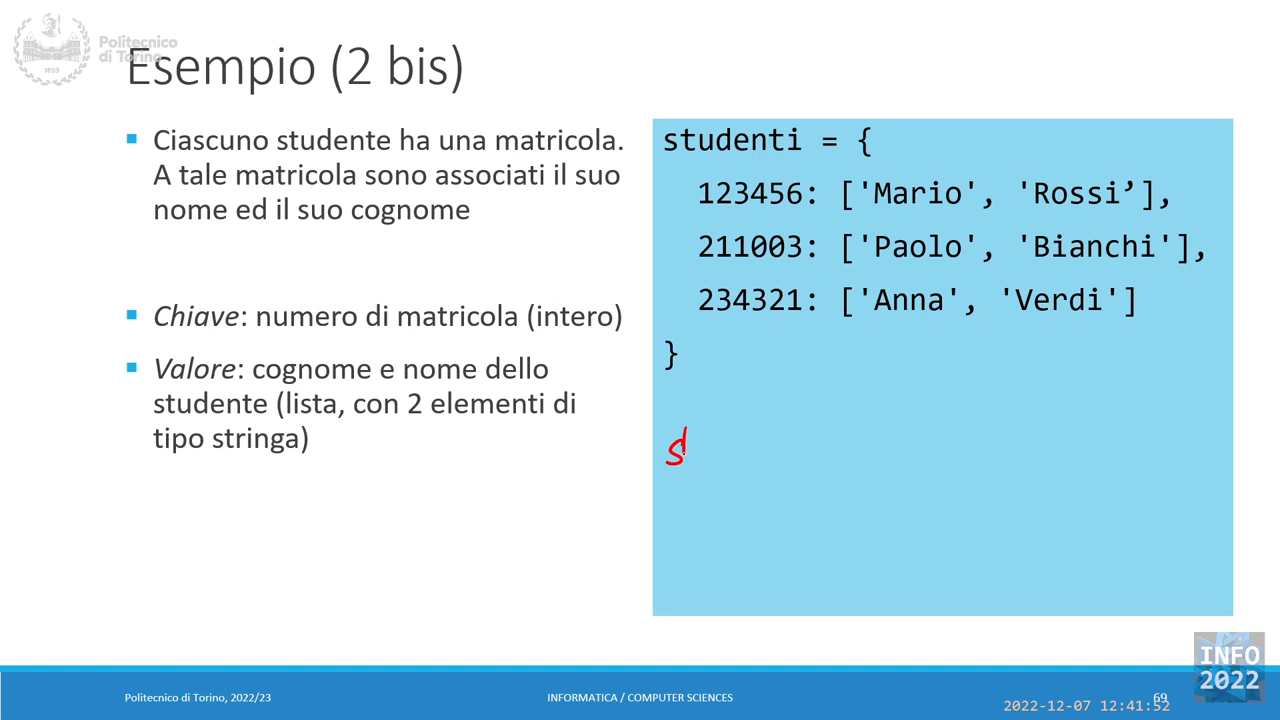 Politecnico
di Torino
1859
Esempio (2 bis)
▪ Ciascuno studente ha una matricola.
A tale matricola sono associati il suo
nome ed il suo cognome
▪ Chiave: numero di matricola (intero)
▪ Valore: cognome e nome dello
studente (lista, con 2 elementi di
tipo stringa)
studenti = {
123456: ['Mario', 'Rossi’],
211003: ['Paolo', 'Bianchi'],
234321: ['Anna', 'Verdi']
}
Politecnico di Torino, 2022/23
INFORMATICA / COMPUTER SCIENCES
69
INFO
2022
2022-12-07 12:41:52